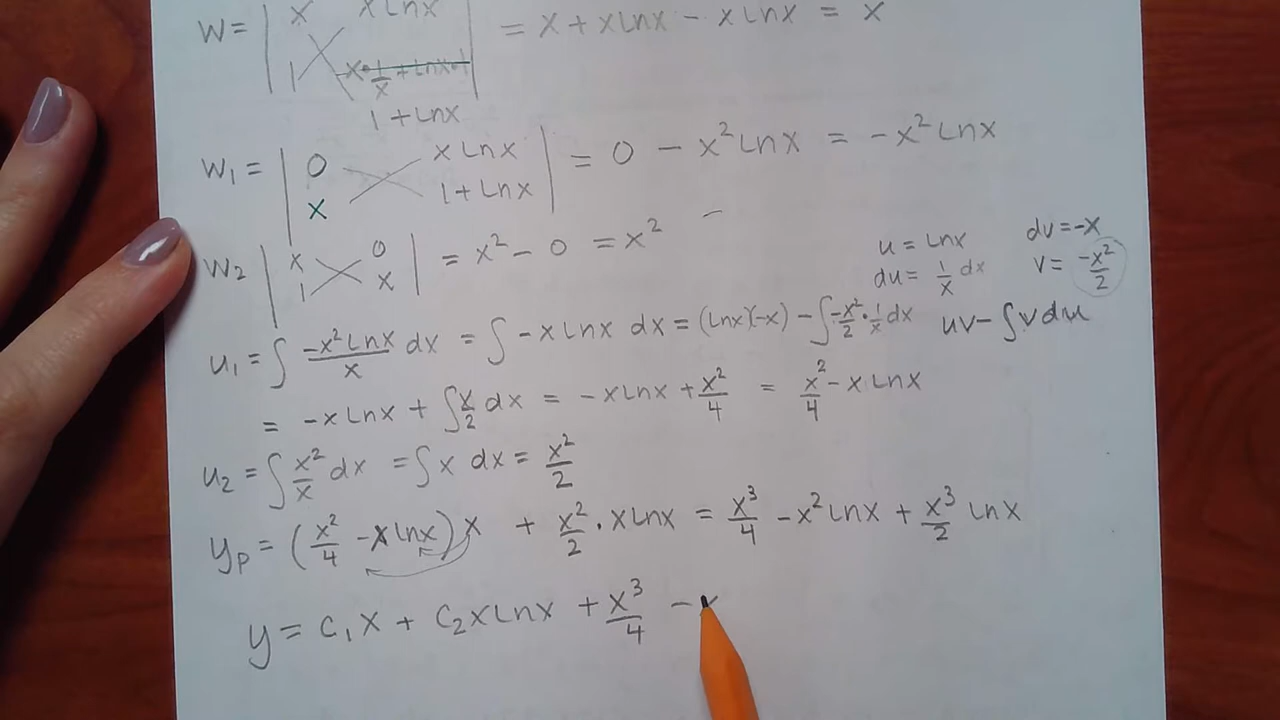 W = | x x ln x |
| 1 x · 1/x + ln x · 1 | = x + x ln x - x ln x = x
1 + ln x
W₁ = | 0 x ln x |
| x 1 + ln x | = 0 - x² ln x = -x² ln x
W₂ | x 0 |
| 1 x | = x² - 0 = x²
u = ln x dv = -x
du = 1/x dx v = -x²/2
u₁ = ∫ -x² ln x / x dx = ∫ -x ln x dx = (ln x)(-x) - ∫ -x²/2 · 1/x dx uv - ∫ v du
= -x ln x + ∫ x/2 dx = -x ln x + x²/4 = x²/4 - x ln x
u₂ = ∫ x²/x dx = ∫ x dx = x²/2
yp = (x²/4 - x ln x) x + x²/2 · x ln x = x³/4 - x² ln x + x³/2 ln x
y = c₁x + c₂x ln x + x³/4 -